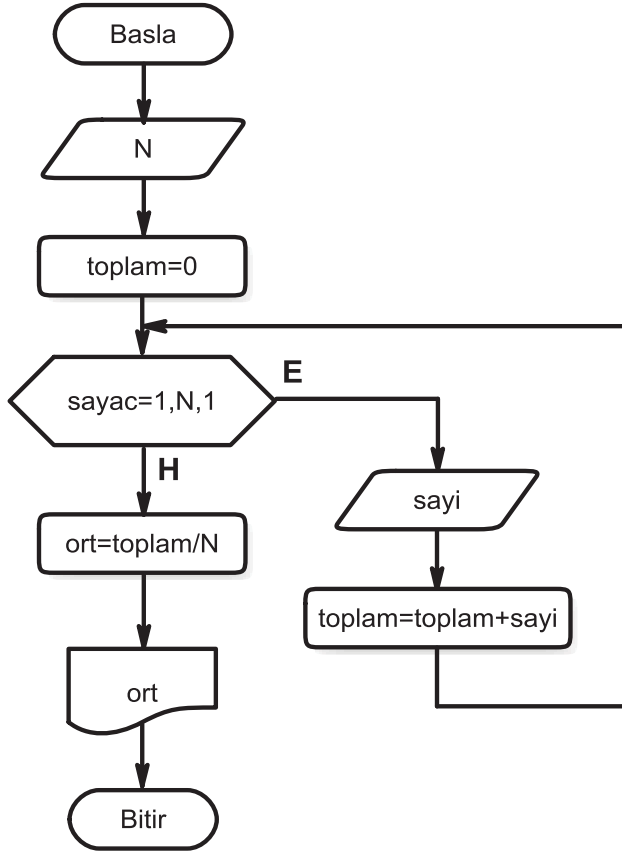 Basla
N
toplam=0
sayac=1,N,1
E
H
sayi
ort=toplam/N
toplam=toplam+sayi
ort
Bitir